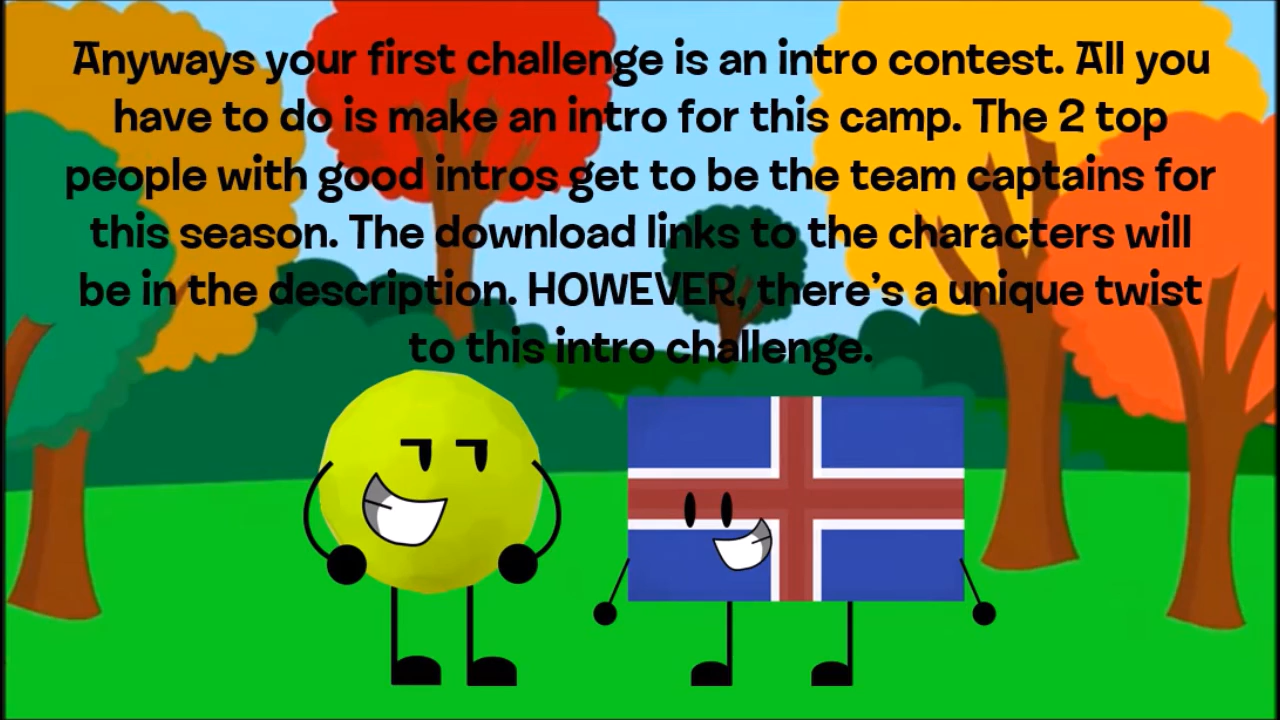 Anyways your first challenge is an intro contest. All you
have to do is make an intro for this camp. The 2 top
people with good intros get to be the team captains for
this season. The download links to the characters will
be in the description. HOWEVER, there's a unique twist
to this intro challenge.